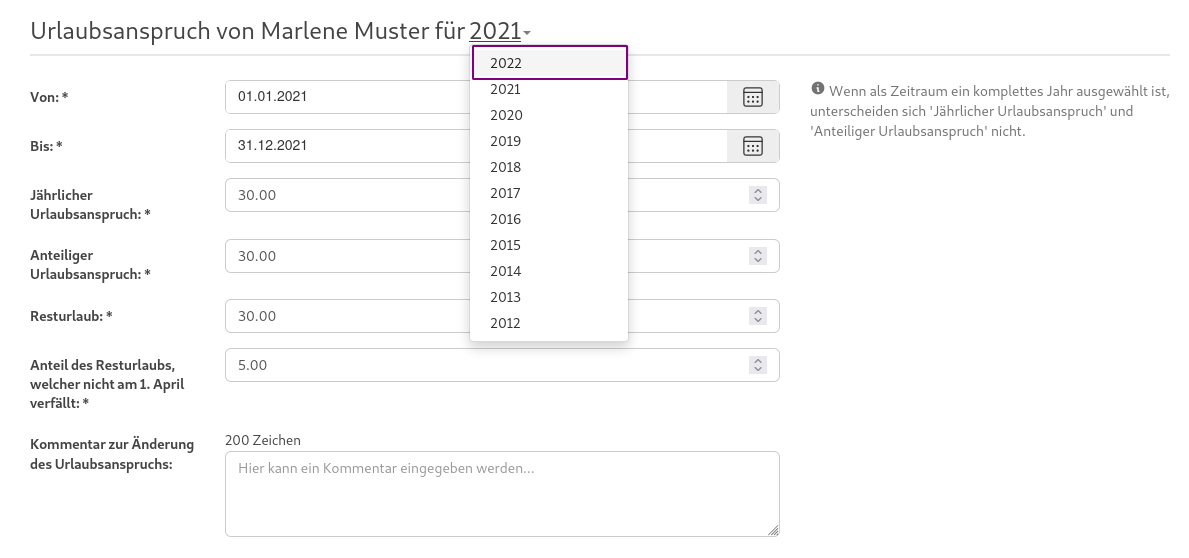 Urlaubsanspruch von Marlene Muster für 2021
2022
2021
2020
2019
2018
2017
2016
2015
2014
2013
2012
Von: *
01.01.2021
Bis: *
31.12.2021
Jährlicher
Urlaubsanspruch: *
30.00
Anteiliger
Urlaubsanspruch: *
30.00
Resturlaub: *
30.00
Anteil des Resturlaubs,
welcher nicht am 1. April
verfällt: *
5.00
Kommentar zur Änderung
des Urlaubsanspruchs:
200 Zeichen
Hier kann ein Kommentar eingegeben werden...
Wenn als Zeitraum ein komplettes Jahr ausgewählt ist,
unterscheiden sich 'Jährlicher Urlaubsanspruch' und
'Anteiliger Urlaubsanspruch' nicht.